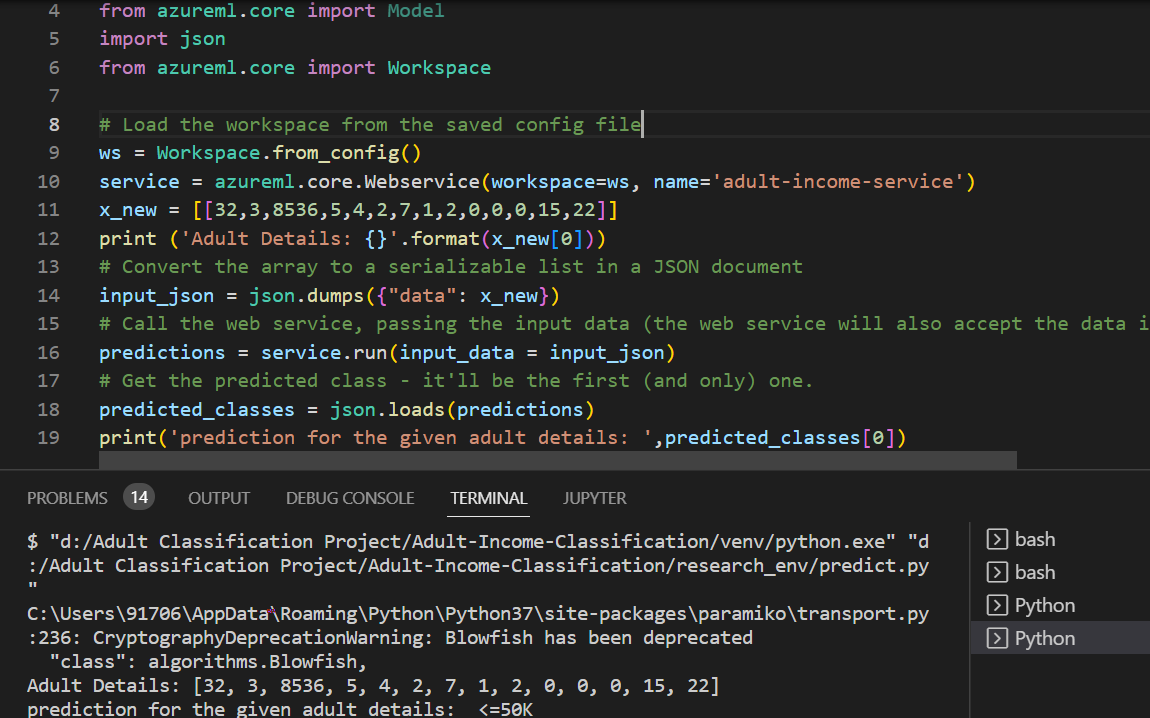 4 from azureml.core import Model
5 import json
6 from azureml.core import Workspace
7
8 # Load the workspace from the saved config file
9 ws = Workspace.from_config()
10 service = azureml.core.Webservice(workspace=ws, name='adult-income-service')
11 x_new = [[32,3,8536,5,4,2,7,1,2,0,0,0,15,22]]
12 print ('Adult Details: {}'.format(x_new[0]))
13 # Convert the array to a serializable list in a JSON document
14 input_json = json.dumps({"data": x_new})
15 # Call the web service, passing the input data (the web service will also accept the data i
16 predictions = service.run(input_data = input_json)
17 # Get the predicted class - it'll be the first (and only) one.
18 predicted_classes = json.loads(predictions)
19 print('prediction for the given adult details: ',predicted_classes[0])
PROBLEMS 14 OUTPUT DEBUG CONSOLE TERMINAL JUPYTER
$ "d:/Adult Classification Project/Adult-Income-Classification/venv/python.exe" "d
:/Adult Classification Project/Adult-Income-Classification/research_env/predict.py
"
C:\Users\91706\AppData\Roaming\Python\Python37\site-packages\paramiko\transport.py
:236: CryptographyDeprecationWarning: Blowfish has been deprecated
"class": algorithms.Blowfish,
Adult Details: [32, 3, 8536, 5, 4, 2, 7, 1, 2, 0, 0, 0, 15, 22]
prediction for the given adult details:  <=50K
bash
bash
Python
Python